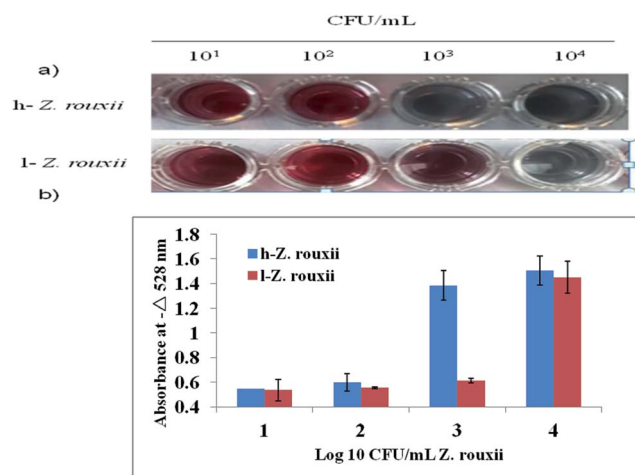 CFU/mL
10¹ 10² 10³ 10⁴
a)
h- Z. rouxii
l- Z. rouxii
b)
h-Z. rouxii
l-Z. rouxii
Absorbance at -△ 528 nm
1.8
1.6
1.4
1.2
1
0.8
0.6
0.4
1 2 3 4
Log 10 CFU/mL Z. rouxii